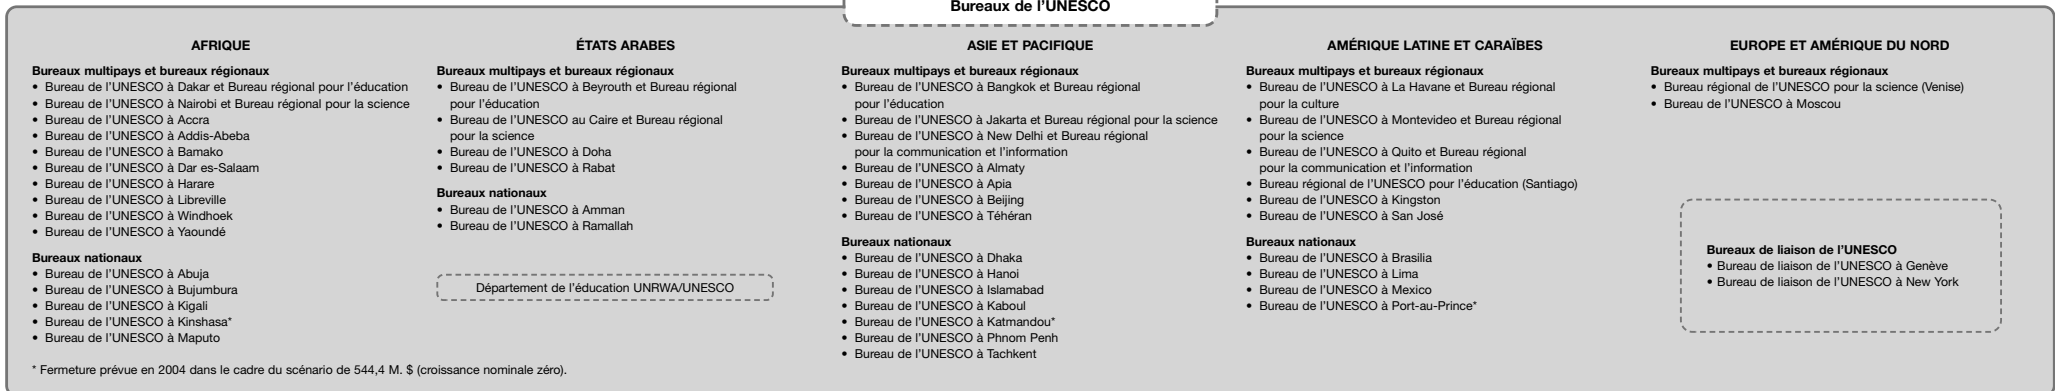 Bureaux de l'UNESCO
AFRIQUE
Bureaux multipays et bureaux régionaux
• Bureau de l'UNESCO à Dakar et Bureau régional pour l'éducation
• Bureau de l'UNESCO à Nairobi et Bureau régional pour la science
• Bureau de l'UNESCO à Accra
• Bureau de l'UNESCO à Addis-Abeba
• Bureau de l'UNESCO à Bamako
• Bureau de l'UNESCO à Dar es-Salaam
• Bureau de l'UNESCO à Harare
• Bureau de l'UNESCO à Libreville
• Bureau de l'UNESCO à Windhoek
• Bureau de l'UNESCO à Yaoundé
Bureaux nationaux
• Bureau de l'UNESCO à Abuja
• Bureau de l'UNESCO à Bujumbura
• Bureau de l'UNESCO à Kigali
• Bureau de l'UNESCO à Kinshasa*
• Bureau de l'UNESCO à Maputo
ÉTATS ARABES
Bureaux multipays et bureaux régionaux
• Bureau de l'UNESCO à Beyrouth et Bureau régional
pour l'éducation
• Bureau de l'UNESCO au Caire et Bureau régional
pour la science
• Bureau de l'UNESCO à Doha
• Bureau de l'UNESCO à Rabat
Bureaux nationaux
• Bureau de l'UNESCO à Amman
• Bureau de l'UNESCO à Ramallah
Département de l'éducation UNRWA/UNESCO
ASIE ET PACIFIQUE
Bureaux multipays et bureaux régionaux
• Bureau de l'UNESCO à Bangkok et Bureau régional
pour l'éducation
• Bureau de l'UNESCO à Jakarta et Bureau régional pour la science
• Bureau de l'UNESCO à New Delhi et Bureau régional
pour la communication et l'information
• Bureau de l'UNESCO à Almaty
• Bureau de l'UNESCO à Apia
• Bureau de l'UNESCO à Beijing
• Bureau de l'UNESCO à Téhéran
Bureaux nationaux
• Bureau de l'UNESCO à Dhaka
• Bureau de l'UNESCO à Hanoi
• Bureau de l'UNESCO à Islamabad
• Bureau de l'UNESCO à Kaboul
• Bureau de l'UNESCO à Katmandou*
• Bureau de l'UNESCO à Phnom Penh
• Bureau de l'UNESCO à Tachkent
AMÉRIQUE LATINE ET CARAÏBES
Bureaux multipays et bureaux régionaux
• Bureau de l'UNESCO à La Havane et Bureau régional
pour la culture
• Bureau de l'UNESCO à Montevideo et Bureau régional
pour la science
• Bureau de l'UNESCO à Quito et Bureau régional
pour la communication et l'information
• Bureau régional de l'UNESCO pour l'éducation (Santiago)
• Bureau de l'UNESCO à Kingston
• Bureau de l'UNESCO à San José
Bureaux nationaux
• Bureau de l'UNESCO à Brasilia
• Bureau de l'UNESCO à Lima
• Bureau de l'UNESCO à Mexico
• Bureau de l'UNESCO à Port-au-Prince*
EUROPE ET AMÉRIQUE DU NORD
Bureaux multipays et bureaux régionaux
• Bureau régional de l'UNESCO pour la science (Venise)
• Bureau de l'UNESCO à Moscou
Bureaux de liaison de l'UNESCO
• Bureau de liaison de l'UNESCO à Genève
• Bureau de liaison de l'UNESCO à New York
* Fermeture prévue en 2004 dans le cadre du scénario de 544,4 M. $ (croissance nominale zéro).